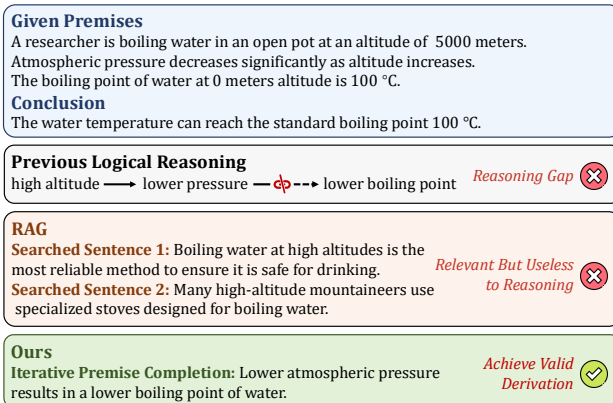 Given Premises
A researcher is boiling water in an open pot at an altitude of 5000 meters.
Atmospheric pressure decreases significantly as altitude increases.
The boiling point of water at 0 meters altitude is 100 °C.
Conclusion
The water temperature can reach the standard boiling point 100 °C.
Previous Logical Reasoning
high altitude → lower pressure → lower boiling point
Reasoning Gap
RAG
Searched Sentence 1: Boiling water at high altitudes is the
most reliable method to ensure it is safe for drinking.
Searched Sentence 2: Many high-altitude mountaineers use
specialized stoves designed for boiling water.
Relevant But Useless
to Reasoning
Ours
Iterative Premise Completion: Lower atmospheric pressure
results in a lower boiling point of water.
Achieve Valid
Derivation